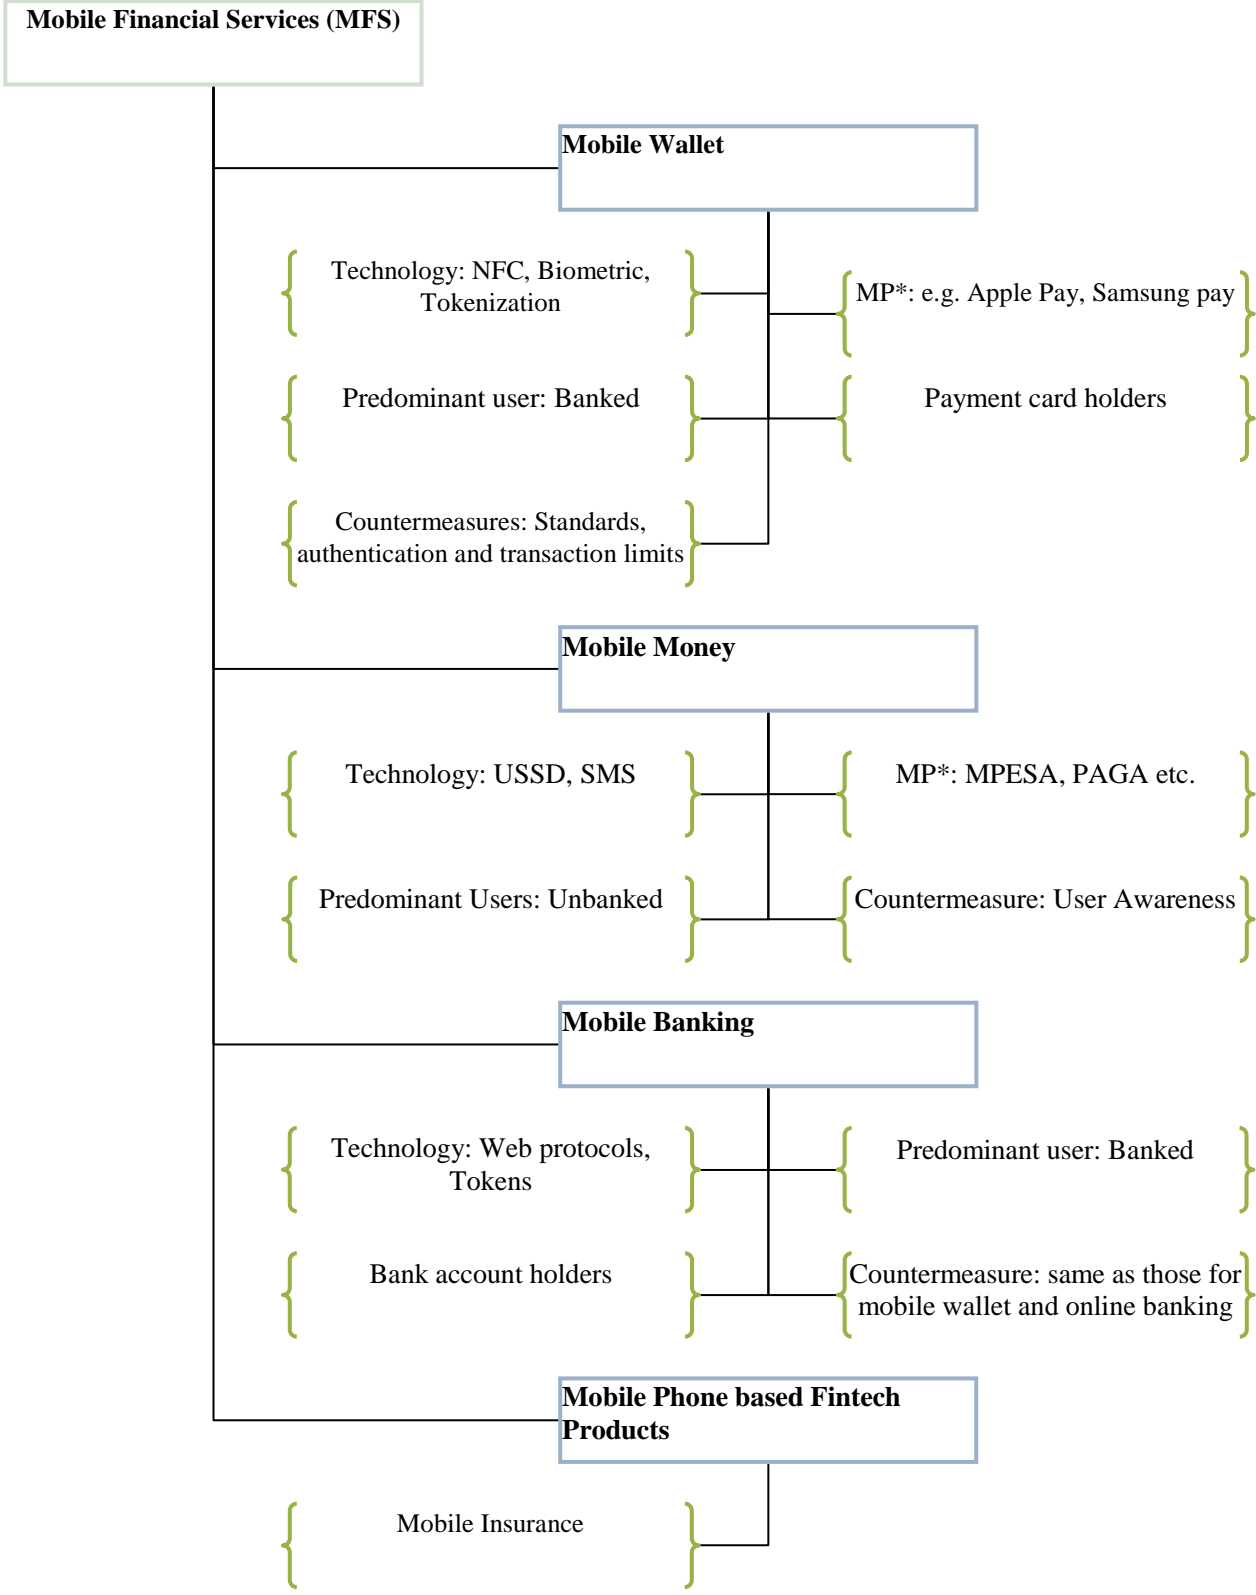 Mobile Financial Services (MFS)
Mobile Wallet
Technology: NFC, Biometric,
Tokenization
MP*: e.g. Apple Pay, Samsung pay
Predominant user: Banked
Payment card holders
Countermeasures: Standards,
authentication and transaction limits
Mobile Money
Technology: USSD, SMS
MP*: MPESA, PAGA etc.
Predominant Users: Unbanked
Countermeasure: User Awareness
Mobile Banking
Technology: Web protocols,
Tokens
Predominant user: Banked
Bank account holders
Countermeasure: same as those for
mobile wallet and online banking
Mobile Phone based Fintech
Products
Mobile Insurance